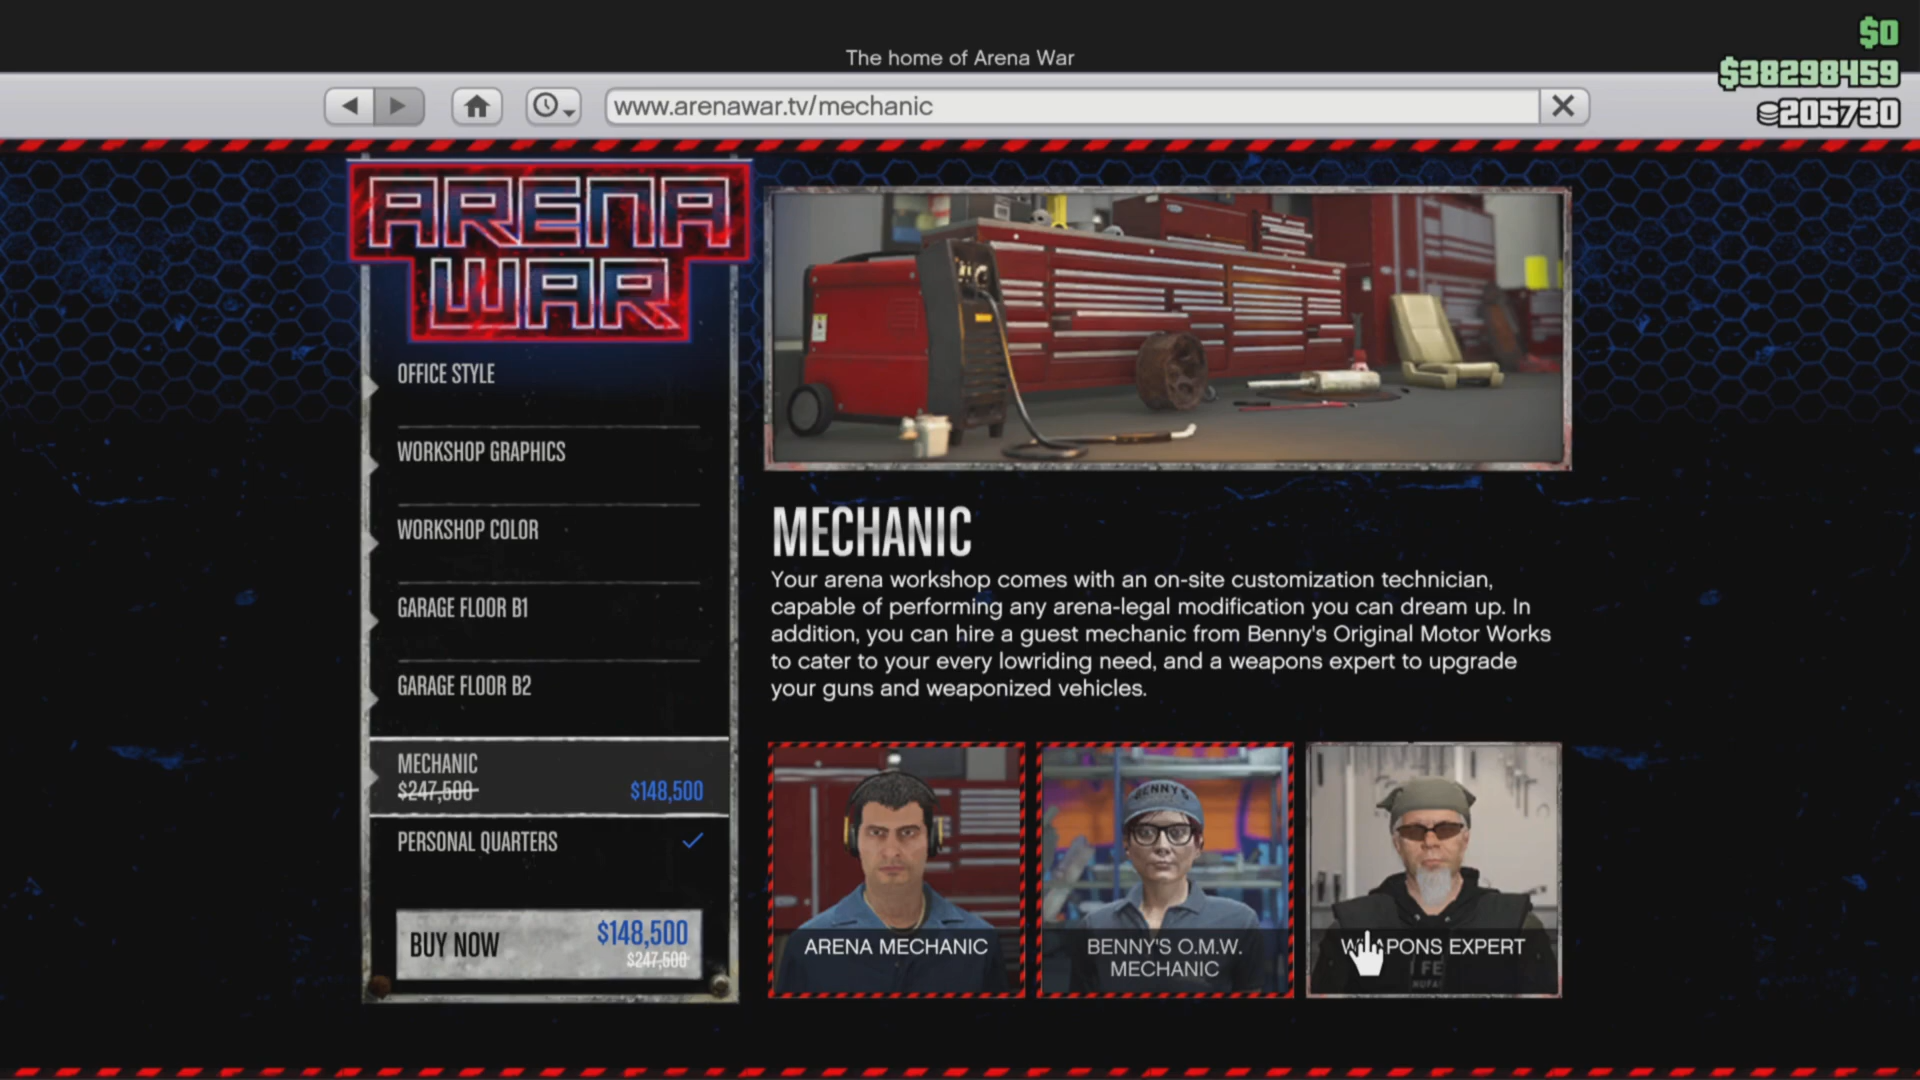 The home of Arena War
$0
$38298459
205730
www.arenawar.tv/mechanic
ARENA
WAR
OFFICE STYLE
WORKSHOP GRAPHICS
WORKSHOP COLOR
GARAGE FLOOR B1
GARAGE FLOOR B2
MECHANIC
$247,500
$148,500
PERSONAL QUARTERS
BUY NOW
$148,500
$247,500
MECHANIC
Your arena workshop comes with an on-site customization technician,
capable of performing any arena-legal modification you can dream up. In
addition, you can hire a guest mechanic from Benny's Original Motor Works
to cater to your every lowriding need, and a weapons expert to upgrade
your guns and weaponized vehicles.
ARENA MECHANIC
BENNY'S
BENNY'S O.M.W.
MECHANIC
WEAPONS EXPERT